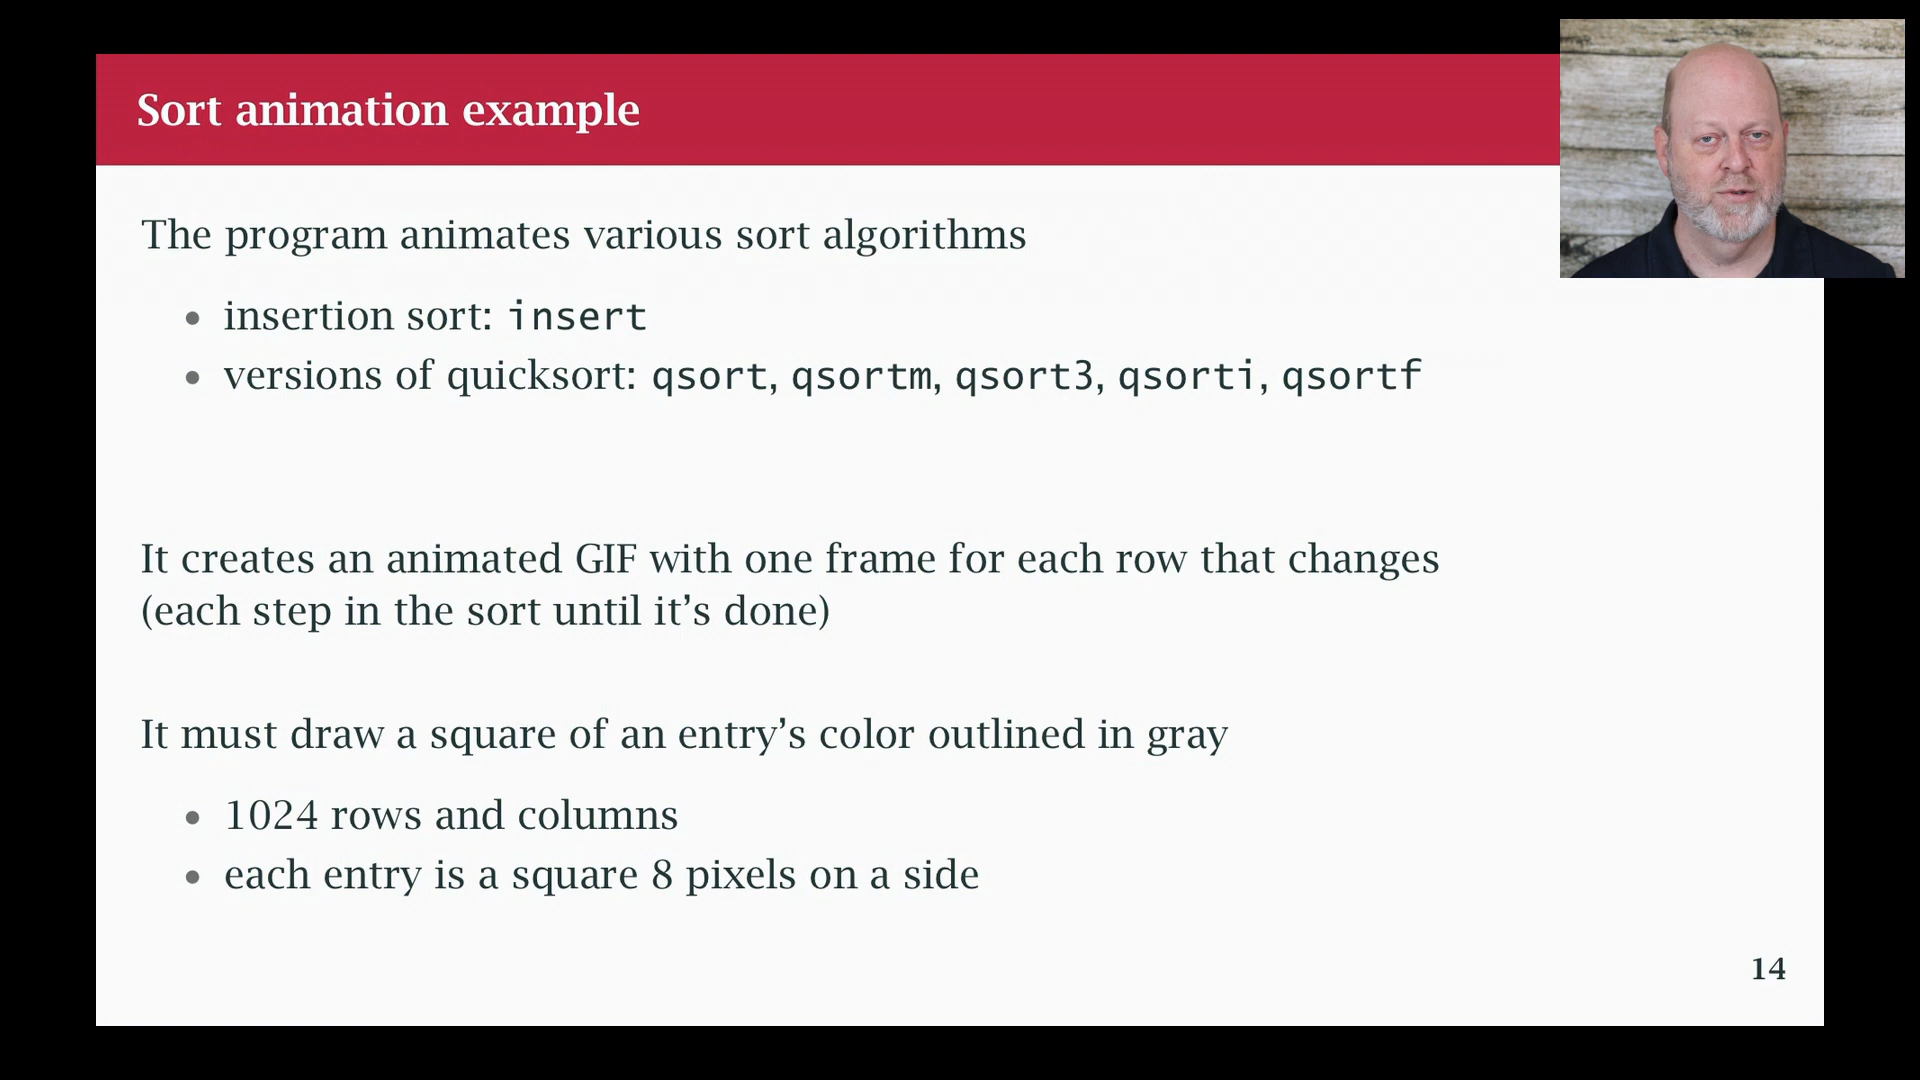 Sort animation example
The program animates various sort algorithms
• insertion sort: insert
• versions of quicksort: qsort, qsortm, qsort3, qsorti, qsortf
It creates an animated GIF with one frame for each row that changes
(each step in the sort until it’s done)
It must draw a square of an entry’s color outlined in gray
• 1024 rows and columns
• each entry is a square 8 pixels on a side
14